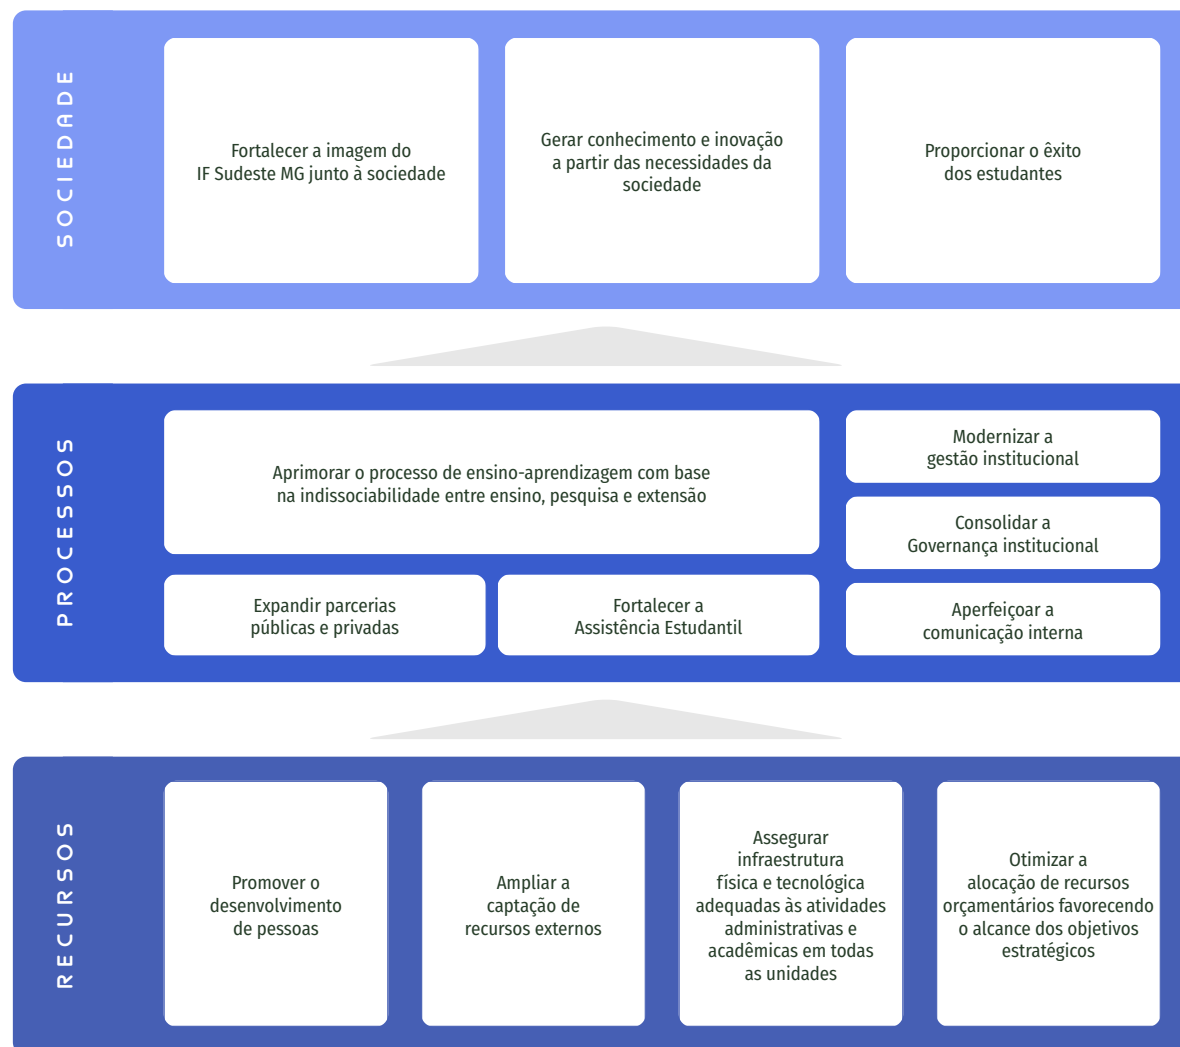 SOCIEDADE
Fortalecer a imagem do
IF Sudeste MG junto à sociedade
Gerar conhecimento e inovação
a partir das necessidades da
sociedade
Proporcionar o êxito
dos estudantes
PROCESSOS
Aprimorar o processo de ensino-aprendizagem com base
na indissociabilidade entre ensino, pesquisa e extensão
Expandir parcerias
públicas e privadas
Fortalecer a
Assistência Estudantil
Modernizar a
gestão institucional
Consolidar a
Governança institucional
Aperfeiçoar a
comunicação interna
RECURSOS
Promover o
desenvolvimento
de pessoas
Ampliar a
captação de
recursos externos
Assegurar
infraestrutura
física e tecnológica
adequadas às atividades
administrativas e
acadêmicas em todas
as unidades
Otimizar a
alocação de recursos
orçamentários favorecendo
o alcance dos objetivos
estratégicos